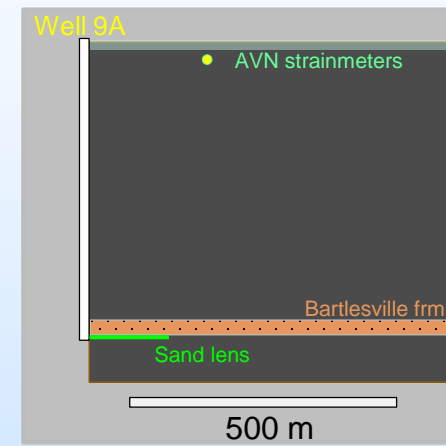 Well 9A
AVN strainmeters
Bartlesville frm
Sand lens
500 m